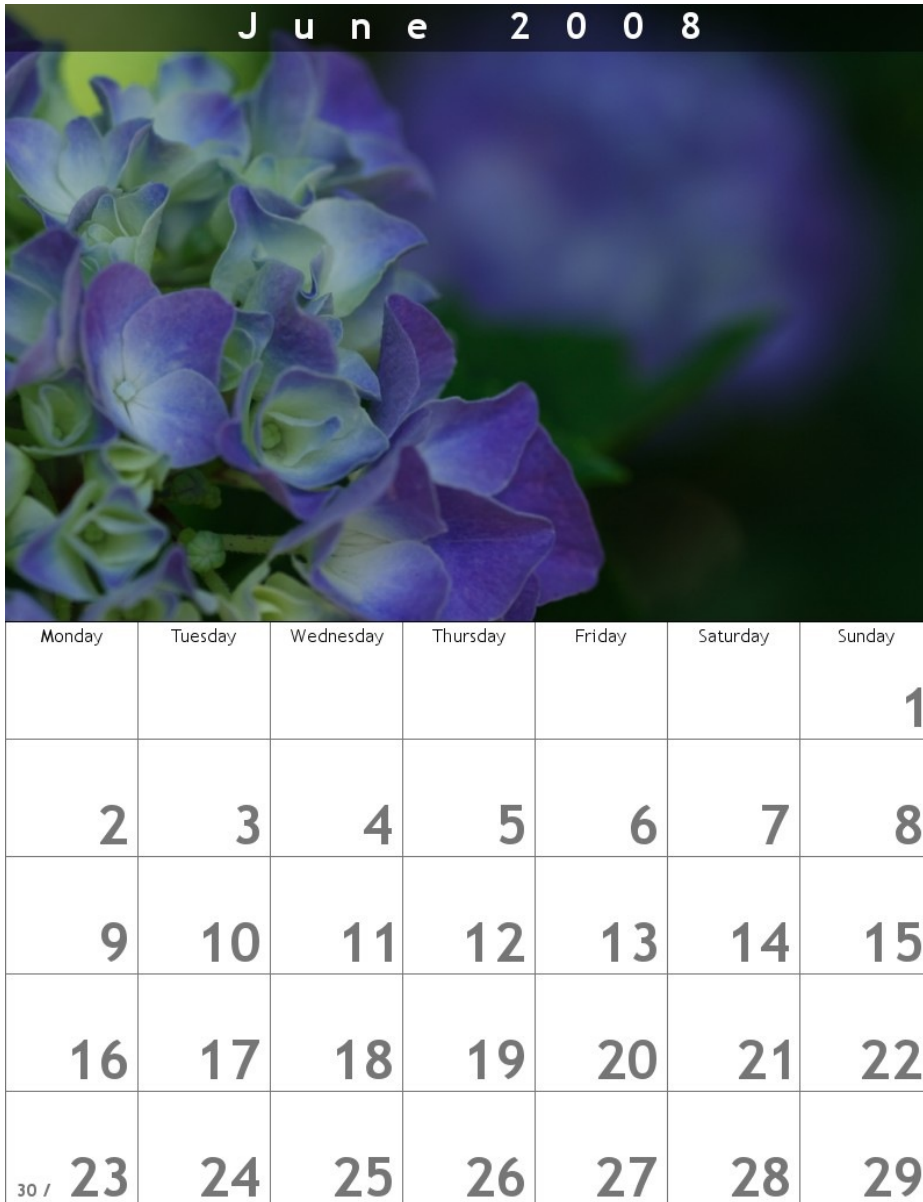 June 2008
Monday Tuesday Wednesday Thursday Friday Saturday Sunday
1
2 3 4 5 6 7 8
9 10 11 12 13 14 15
16 17 18 19 20 21 22
30 / 23 24 25 26 27 28 29